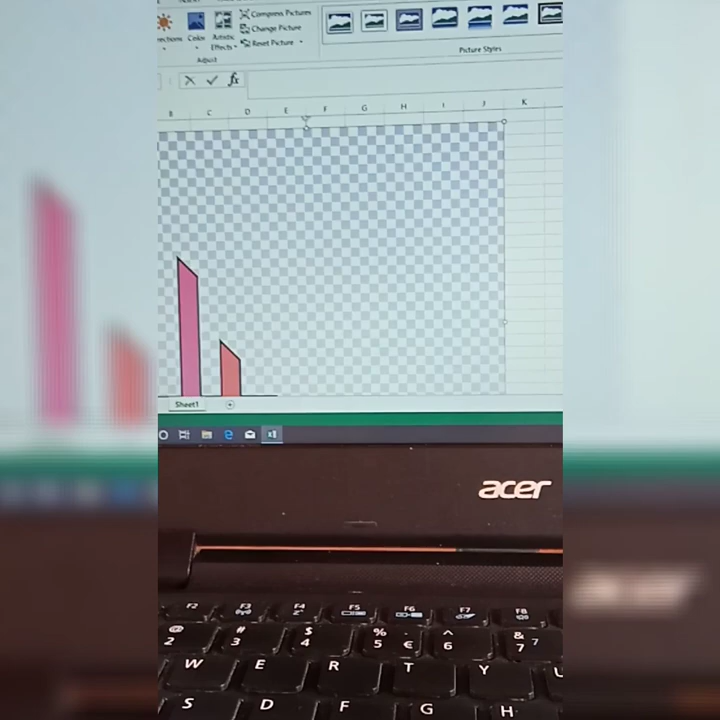 Color
Artistic
Effects
Adjust
Compress Pictures
Change Picture
Reset Picture
Picture Styles
fx
B C D E F G H I J K
Sheet1
acer
F2 F3 F4 F5 F6 F7 F8
@ # $ % ^ &
2 3 4 5 € 6 7 7
W E R T Y U
S D F G H